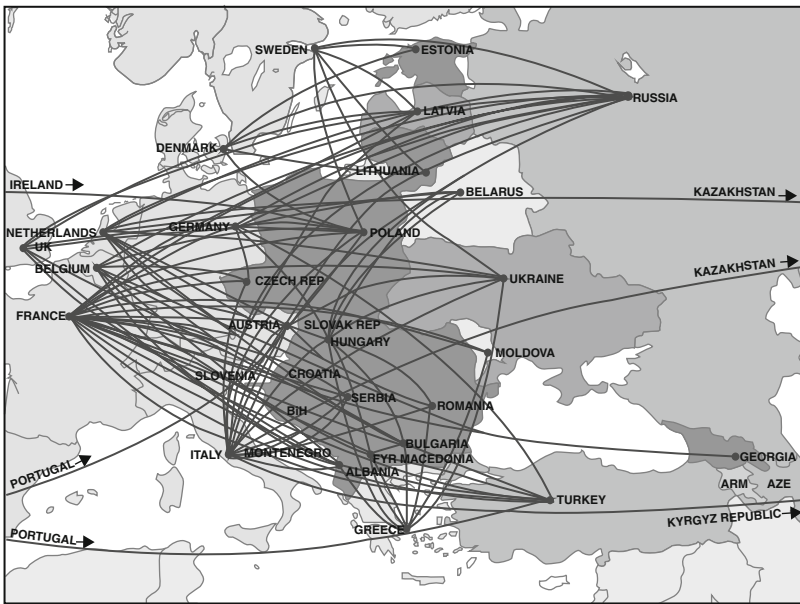 SWEDEN
ESTONIA
RUSSIA
LATVIA
DENMARK
LITHUANIA
IRELAND
BELARUS
KAZAKHSTAN
NETHERLANDS
GERMANY
POLAND
UK
BELGIUM
KAZAKHSTAN
CZECH REP
UKRAINE
FRANCE
AUSTRIA
SLOVAK REP
HUNGARY
MOLDOVA
SLOVENIA
CROATIA
SERBIA
BiH
ROMANIA
ITALY
MONTENEGRO
BULGARIA
FYR MACEDONIA
ALBANIA
GEORGIA
PORTUGAL
ARM
AZE
TURKEY
KYRGYZ REPUBLIC
GREECE
PORTUGAL